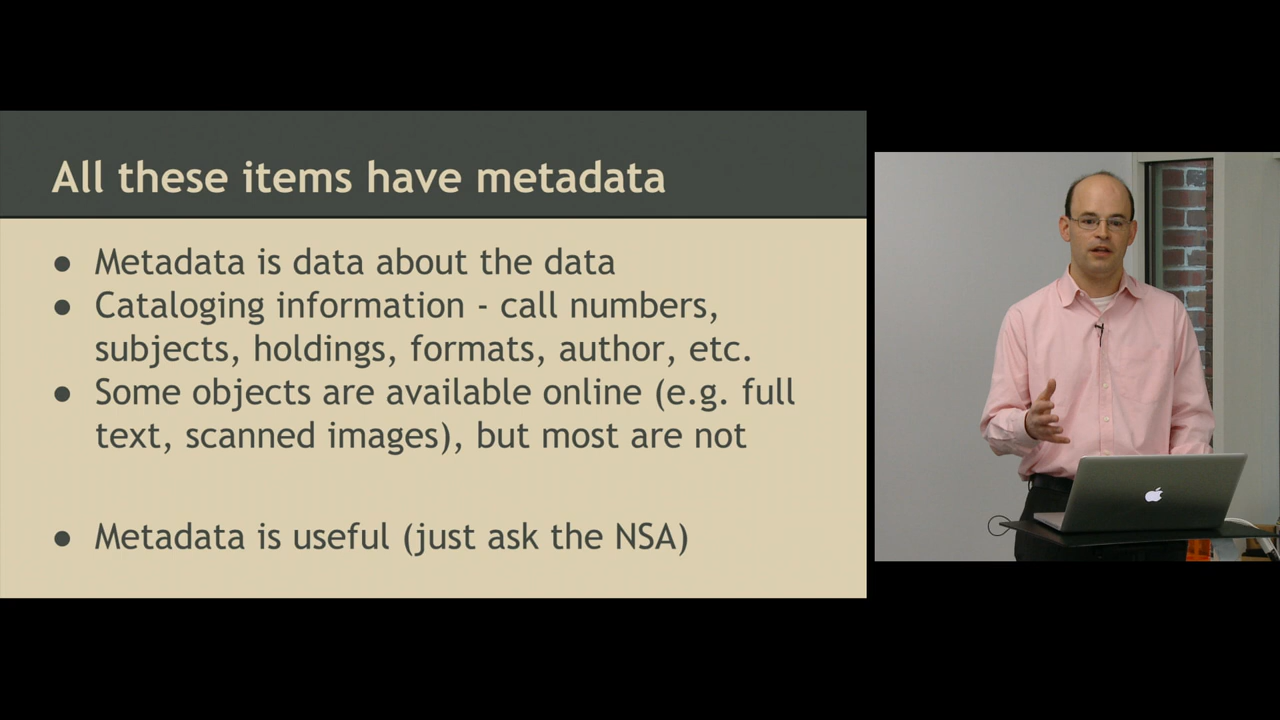 All these items have metadata
● Metadata is data about the data
● Cataloging information - call numbers,
subjects, holdings, formats, author, etc.
● Some objects are available online (e.g. full
text, scanned images), but most are not
● Metadata is useful (just ask the NSA)